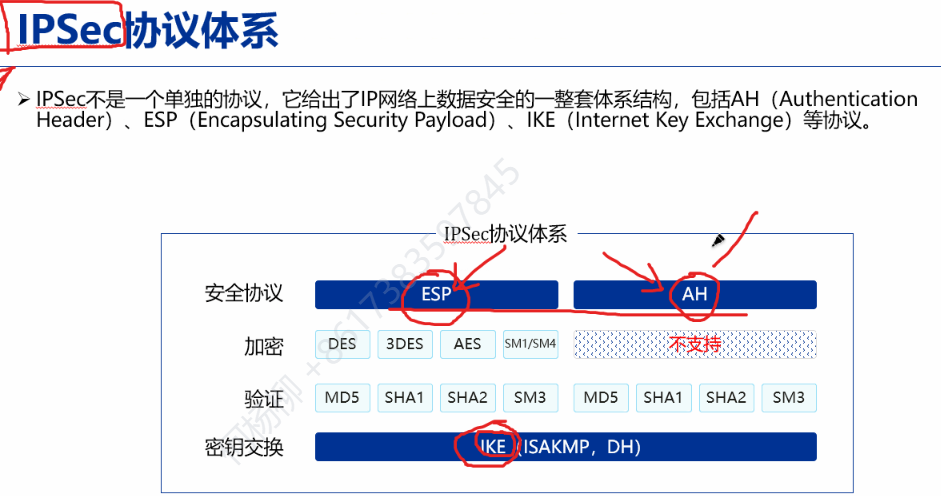 IPSec协议体系
➢ IPSec不是一个单独的协议，它给出了IP网络上数据安全的一整套体系结构，包括AH（Authentication
Header）、ESP（Encapsulating Security Payload）、IKE（Internet Key Exchange）等协议。
IPSec协议体系
安全协议 ESP AH
加密 DES 3DES AES SM1/SM4 不支持
验证 MD5 SHA1 SHA2 SM3 MD5 SHA1 SHA2 SM3
密钥交换 IKE（ISAKMP，DH）
杨柳 +8617383597845